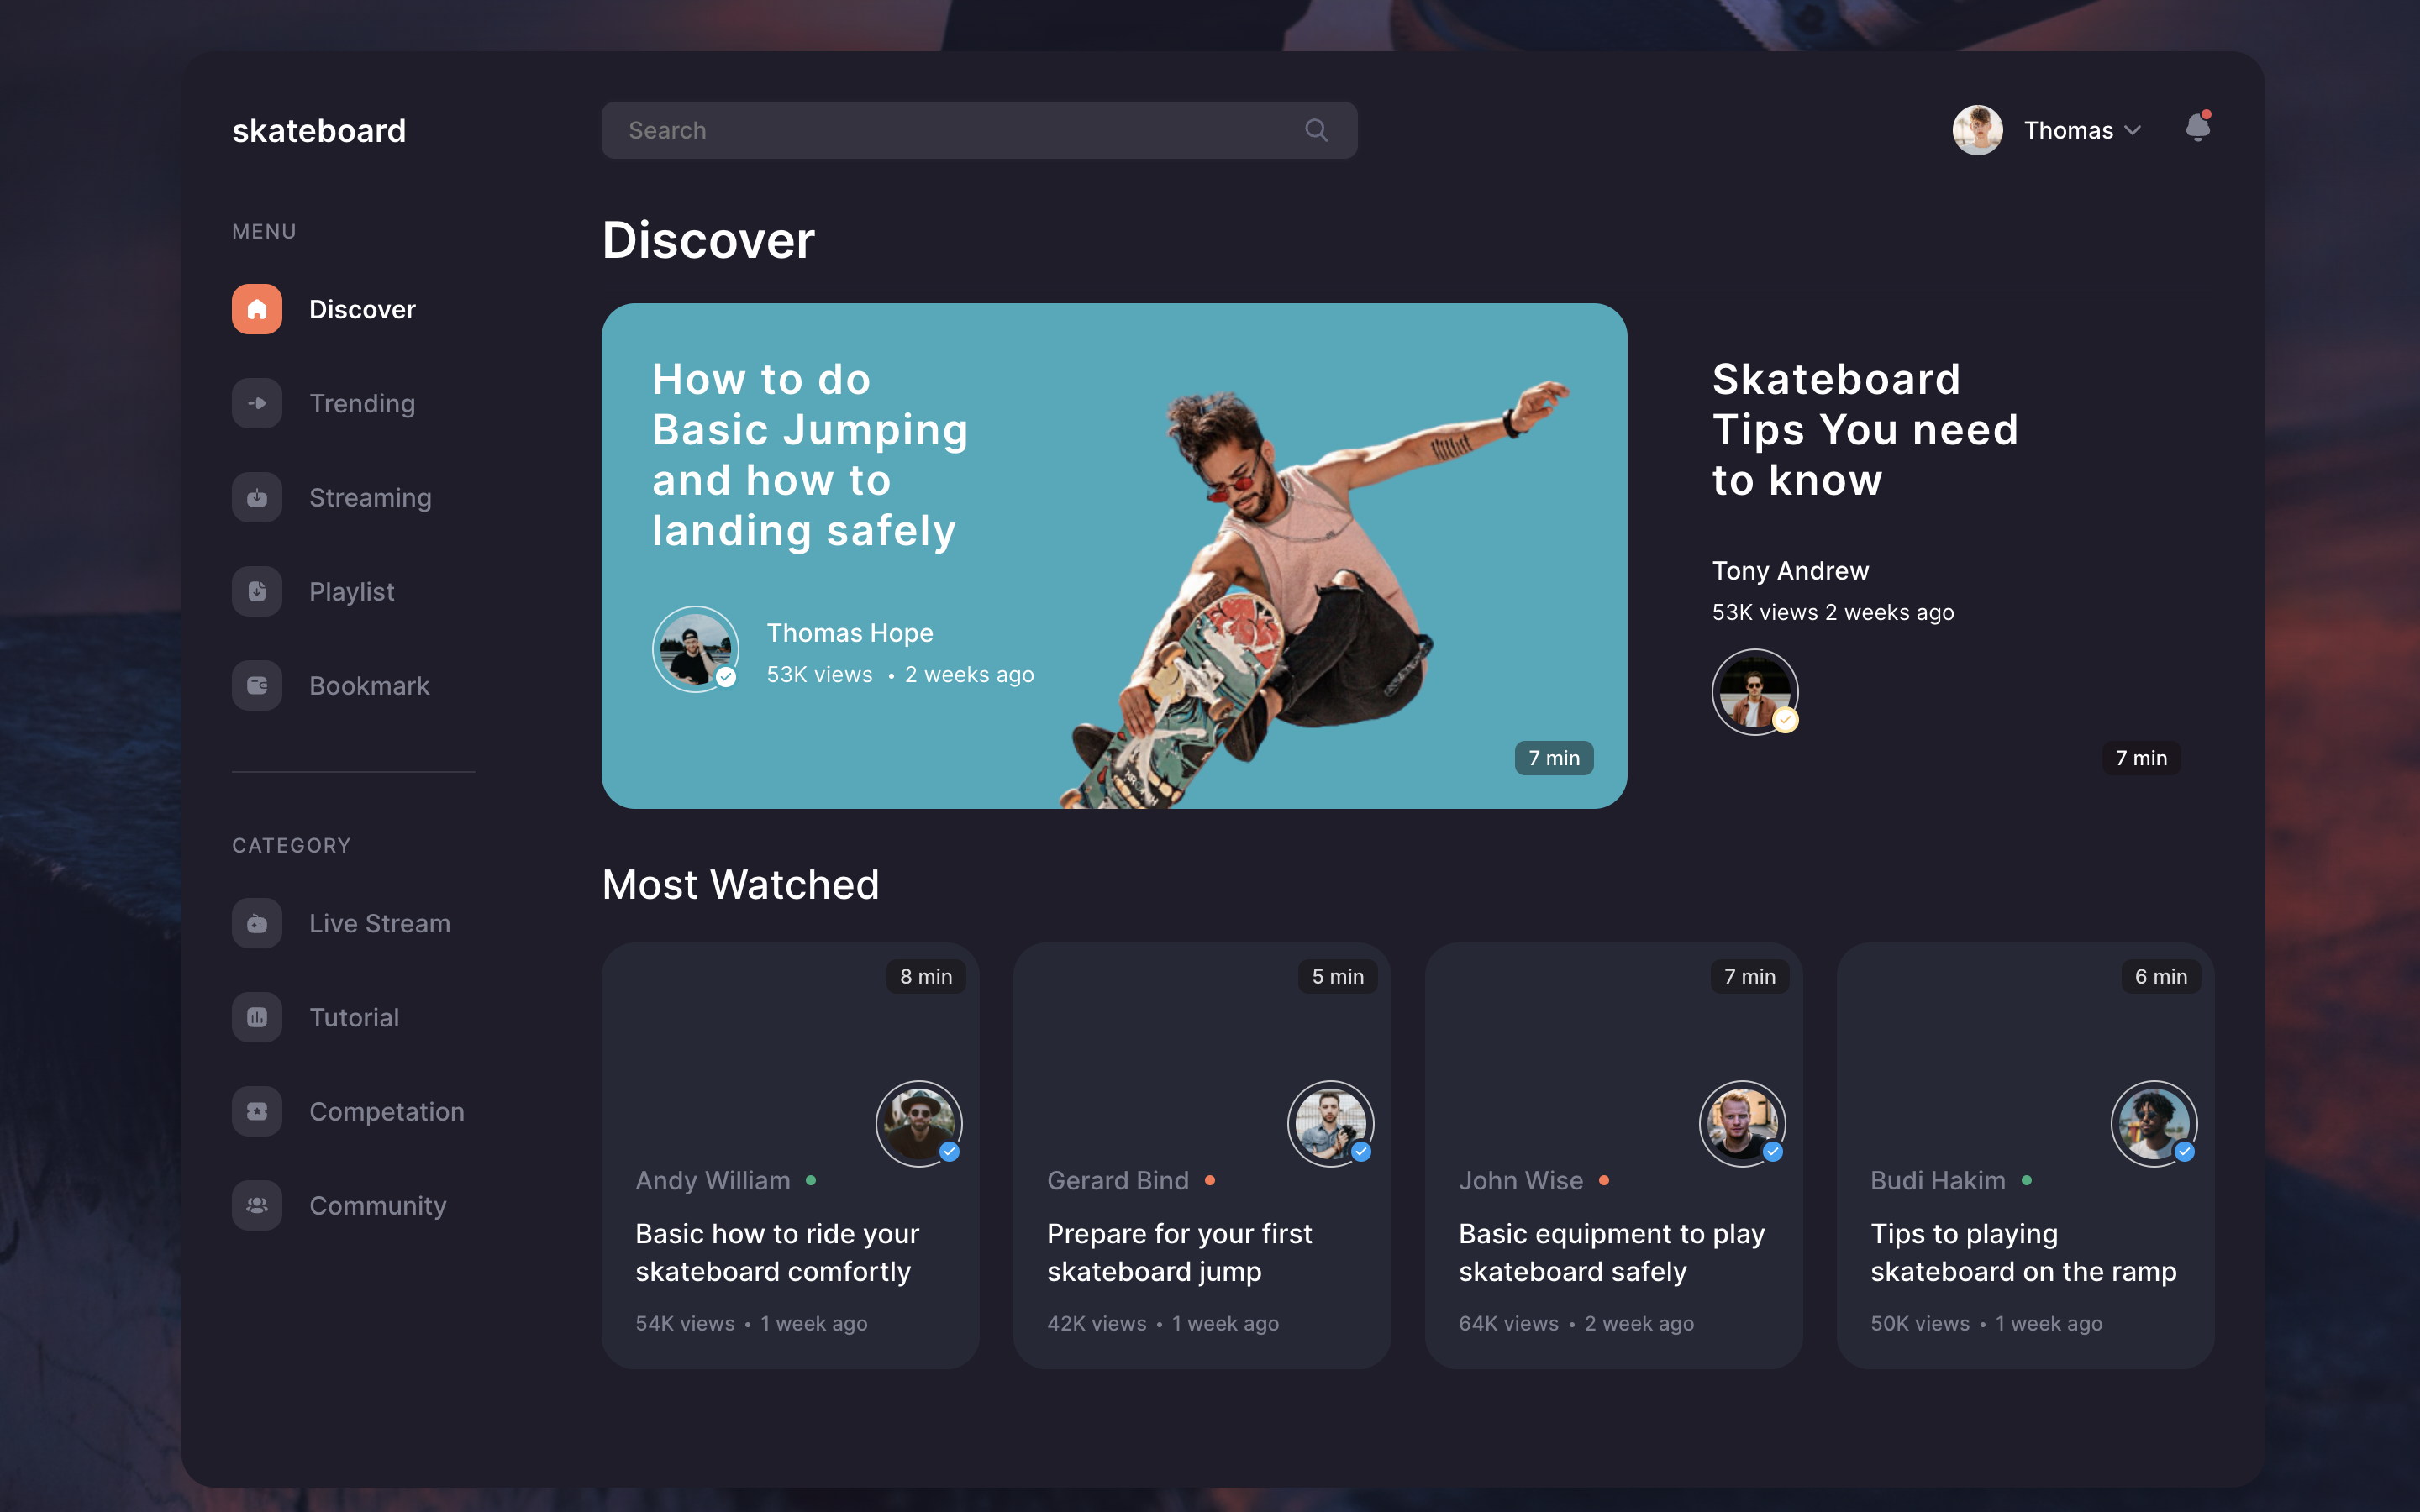 skateboard
Search
Thomas
MENU
Discover
Trending
Streaming
Playlist
Bookmark
CATEGORY
Live Stream
Tutorial
Competation
Community
Discover
How to do
Basic Jumping
and how to
landing safely
Thomas Hope
53K views • 2 weeks ago
7 min
Skateboard
Tips You need
to know
Tony Andrew
53K views 2 weeks ago
7 min
Most Watched
8 min
Andy William
Basic how to ride your
skateboard comfortly
54K views • 1 week ago
5 min
Gerard Bind
Prepare for your first
skateboard jump
42K views • 1 week ago
7 min
John Wise
Basic equipment to play
skateboard safely
64K views • 2 week ago
6 min
Budi Hakim
Tips to playing
skateboard on the ramp
50K views • 1 week ago